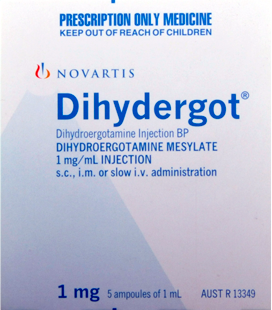 PRESCRIPTION ONLY MEDICINE
KEEP OUT OF REACH OF CHILDREN
NOVARTIS
Dihydergot®
Dihydroergotamine Injection BP
DIHYDROERGOTAMINE MESYLATE
1 mg/mL INJECTION
s.c., i.m. or slow i.v. administration
1 mg 5 ampoules of 1 mL AUST R 13349